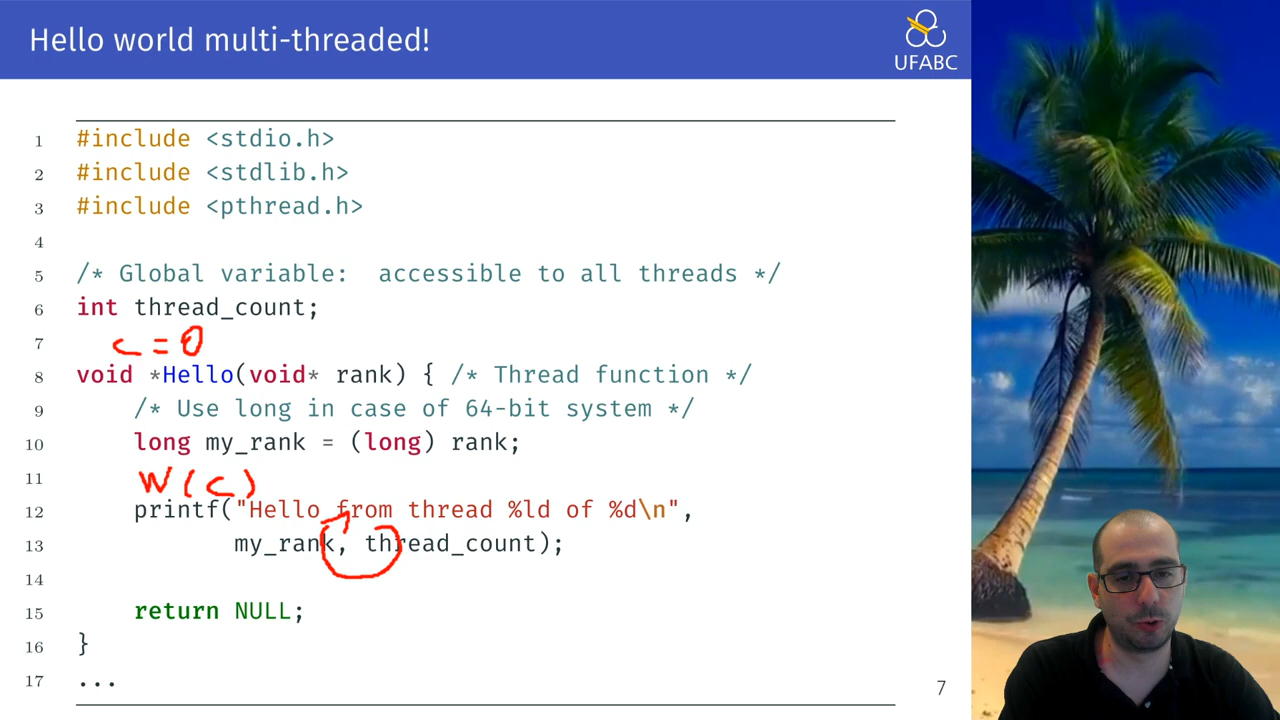 Hello world multi-threaded!
UFABC
1 #include <stdio.h>
2 #include <stdlib.h>
3 #include <pthread.h>
4
5 /* Global variable: accessible to all threads */
6 int thread_count;
7 c = 0
8 void *Hello(void* rank) { /* Thread function */
9 /* Use long in case of 64-bit system */
10 long my_rank = (long) rank;
11 W(c)
12 printf("Hello from thread %ld of %d\n",
13 my_rank, thread_count);
14
15 return NULL;
16 }
17 ...
7